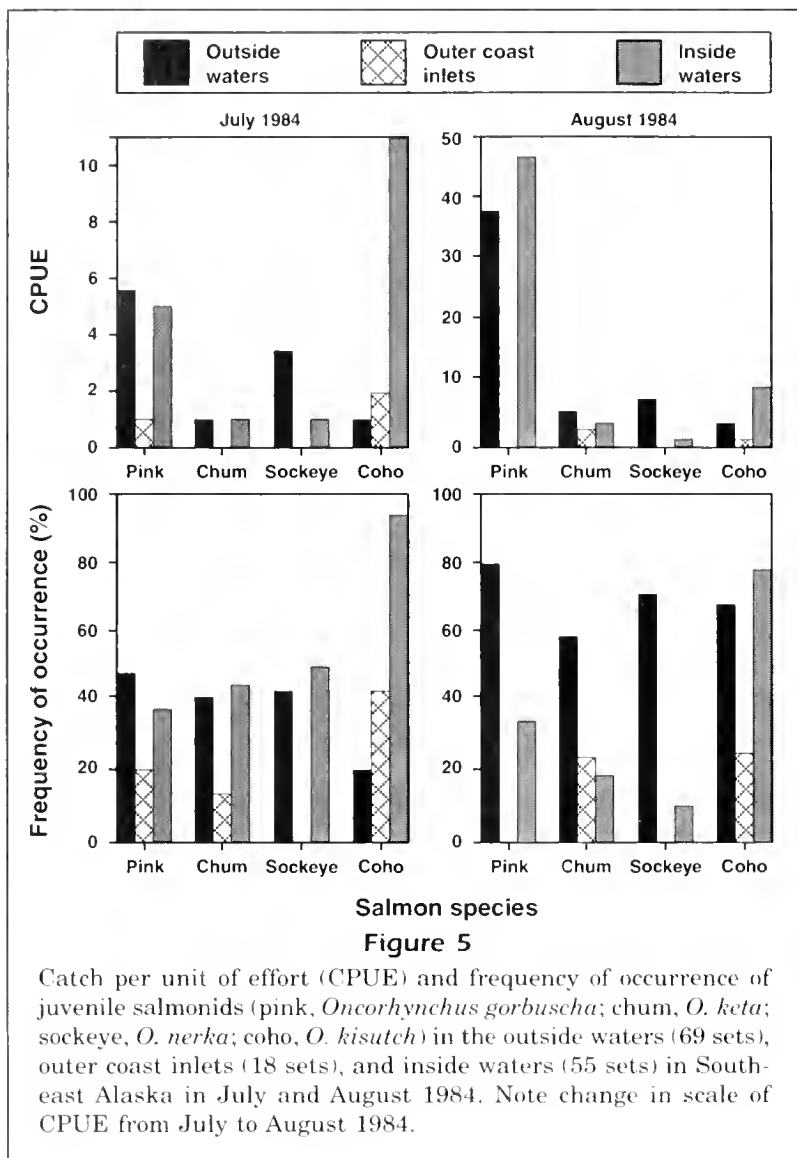 Outside waters
Outer coast inlets
Inside waters
July 1984
August 1984
CPUE
10
8
6
4
2
0
Pink Chum Sockeye Coho
50
40
30
20
10
0
Pink Chum Sockeye Coho
Frequency of occurrence (%)
100
80
60
40
20
0
Pink Chum Sockeye Coho
100
80
60
40
20
0
Pink Chum Sockeye Coho
Salmon species
Figure 5
Catch per unit of effort (CPUE) and frequency of occurrence of
juvenile salmonids (pink, Oncorhynchus gorbuscha; chum, O. keta;
sockeye, O. nerka; coho, O. kisutch) in the outside waters (69 sets),
outer coast inlets (18 sets), and inside waters (55 sets) in South-
east Alaska in July and August 1984. Note change in scale of
CPUE from July to August 1984.